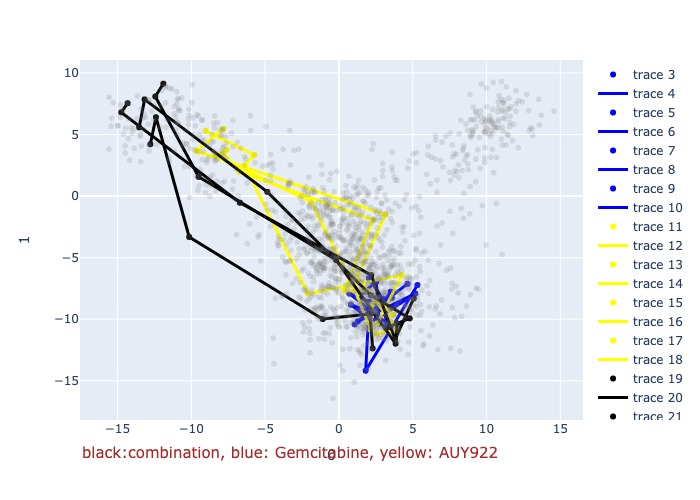 10
5
0
−5
−10
−15
1
−15
−10
−5
0
5
10
15
0
black:combination, blue: Gemcitabine, yellow: AUY922
trace 3
trace 4
trace 5
trace 6
trace 7
trace 8
trace 9
trace 10
trace 11
trace 12
trace 13
trace 14
trace 15
trace 16
trace 17
trace 18
trace 19
trace 20
trace 21